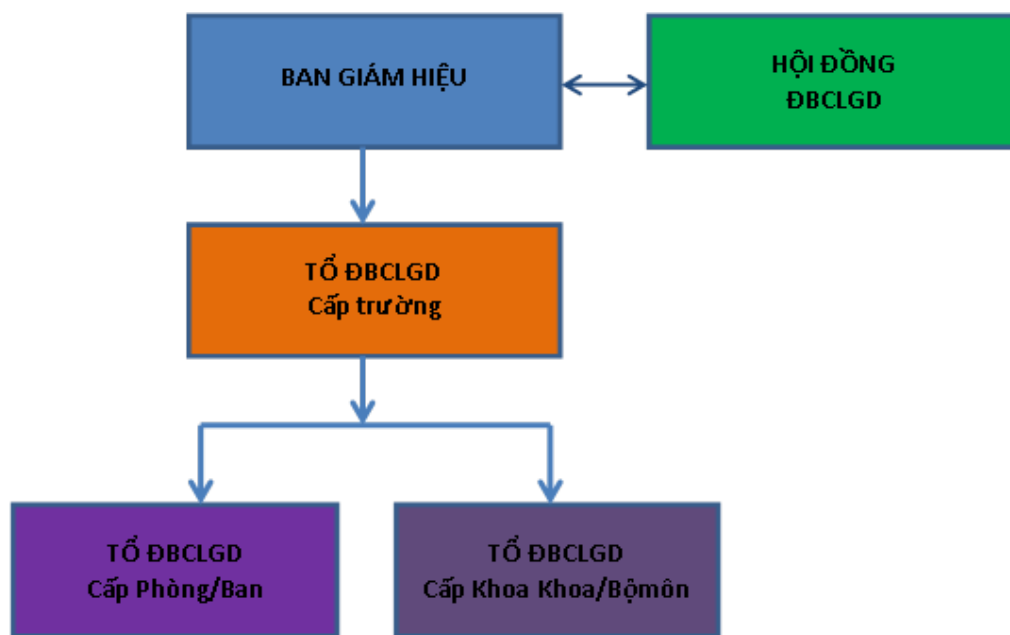 BAN GIÁM HIỆU
HỘI ĐỒNG
ĐBCLGD
TỔ ĐBCLGD
Cấp trường
TỔ ĐBCLGD
Cấp Phòng/Ban
TỔ ĐBCLGD
Cấp Khoa Khoa/Bộmôn